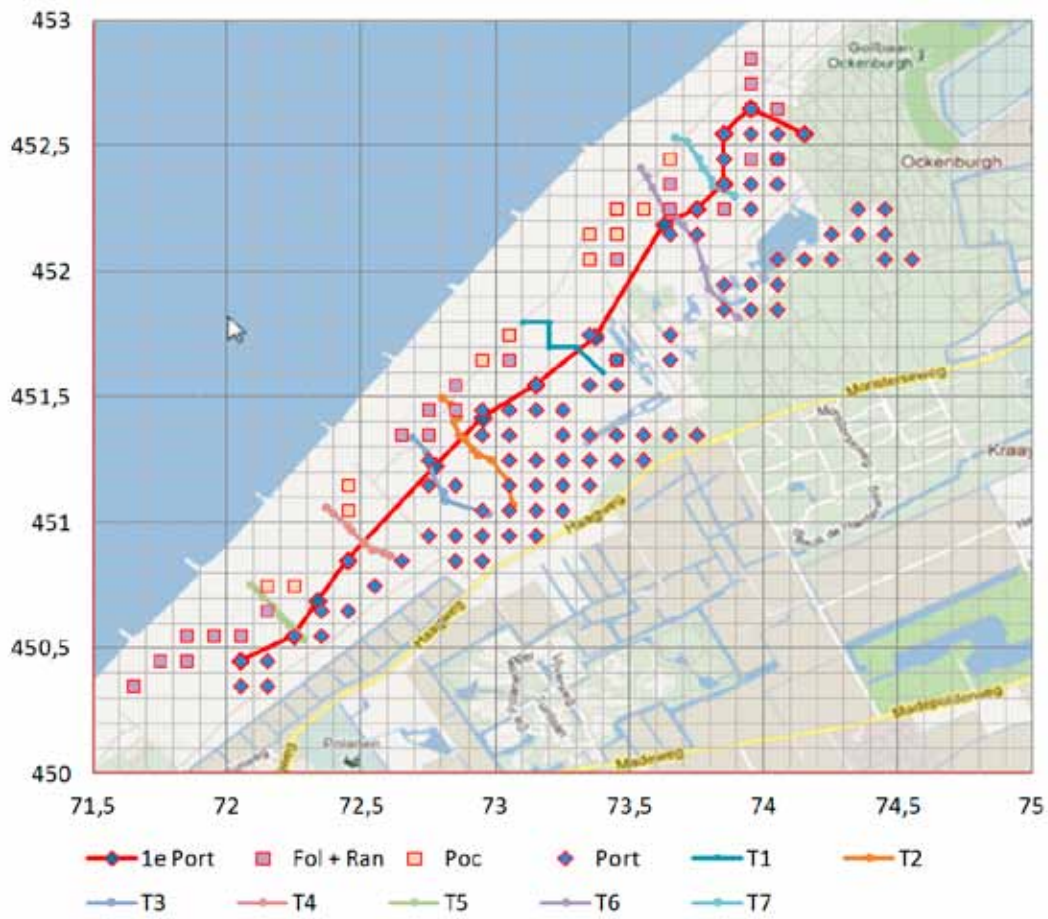 453
452,5
452
451,5
451
450,5
450
71,5 72 72,5 73 73,5 74 74,5 75
Ockenburgh
Ockenburgh
Monsterseweg
Kraay
Haagweg
Haagweg
Madepolderweg
Madeweg
Polanen
1e Port Fol + Ran Poc Port T1 T2
T3 T4 T5 T6 T7